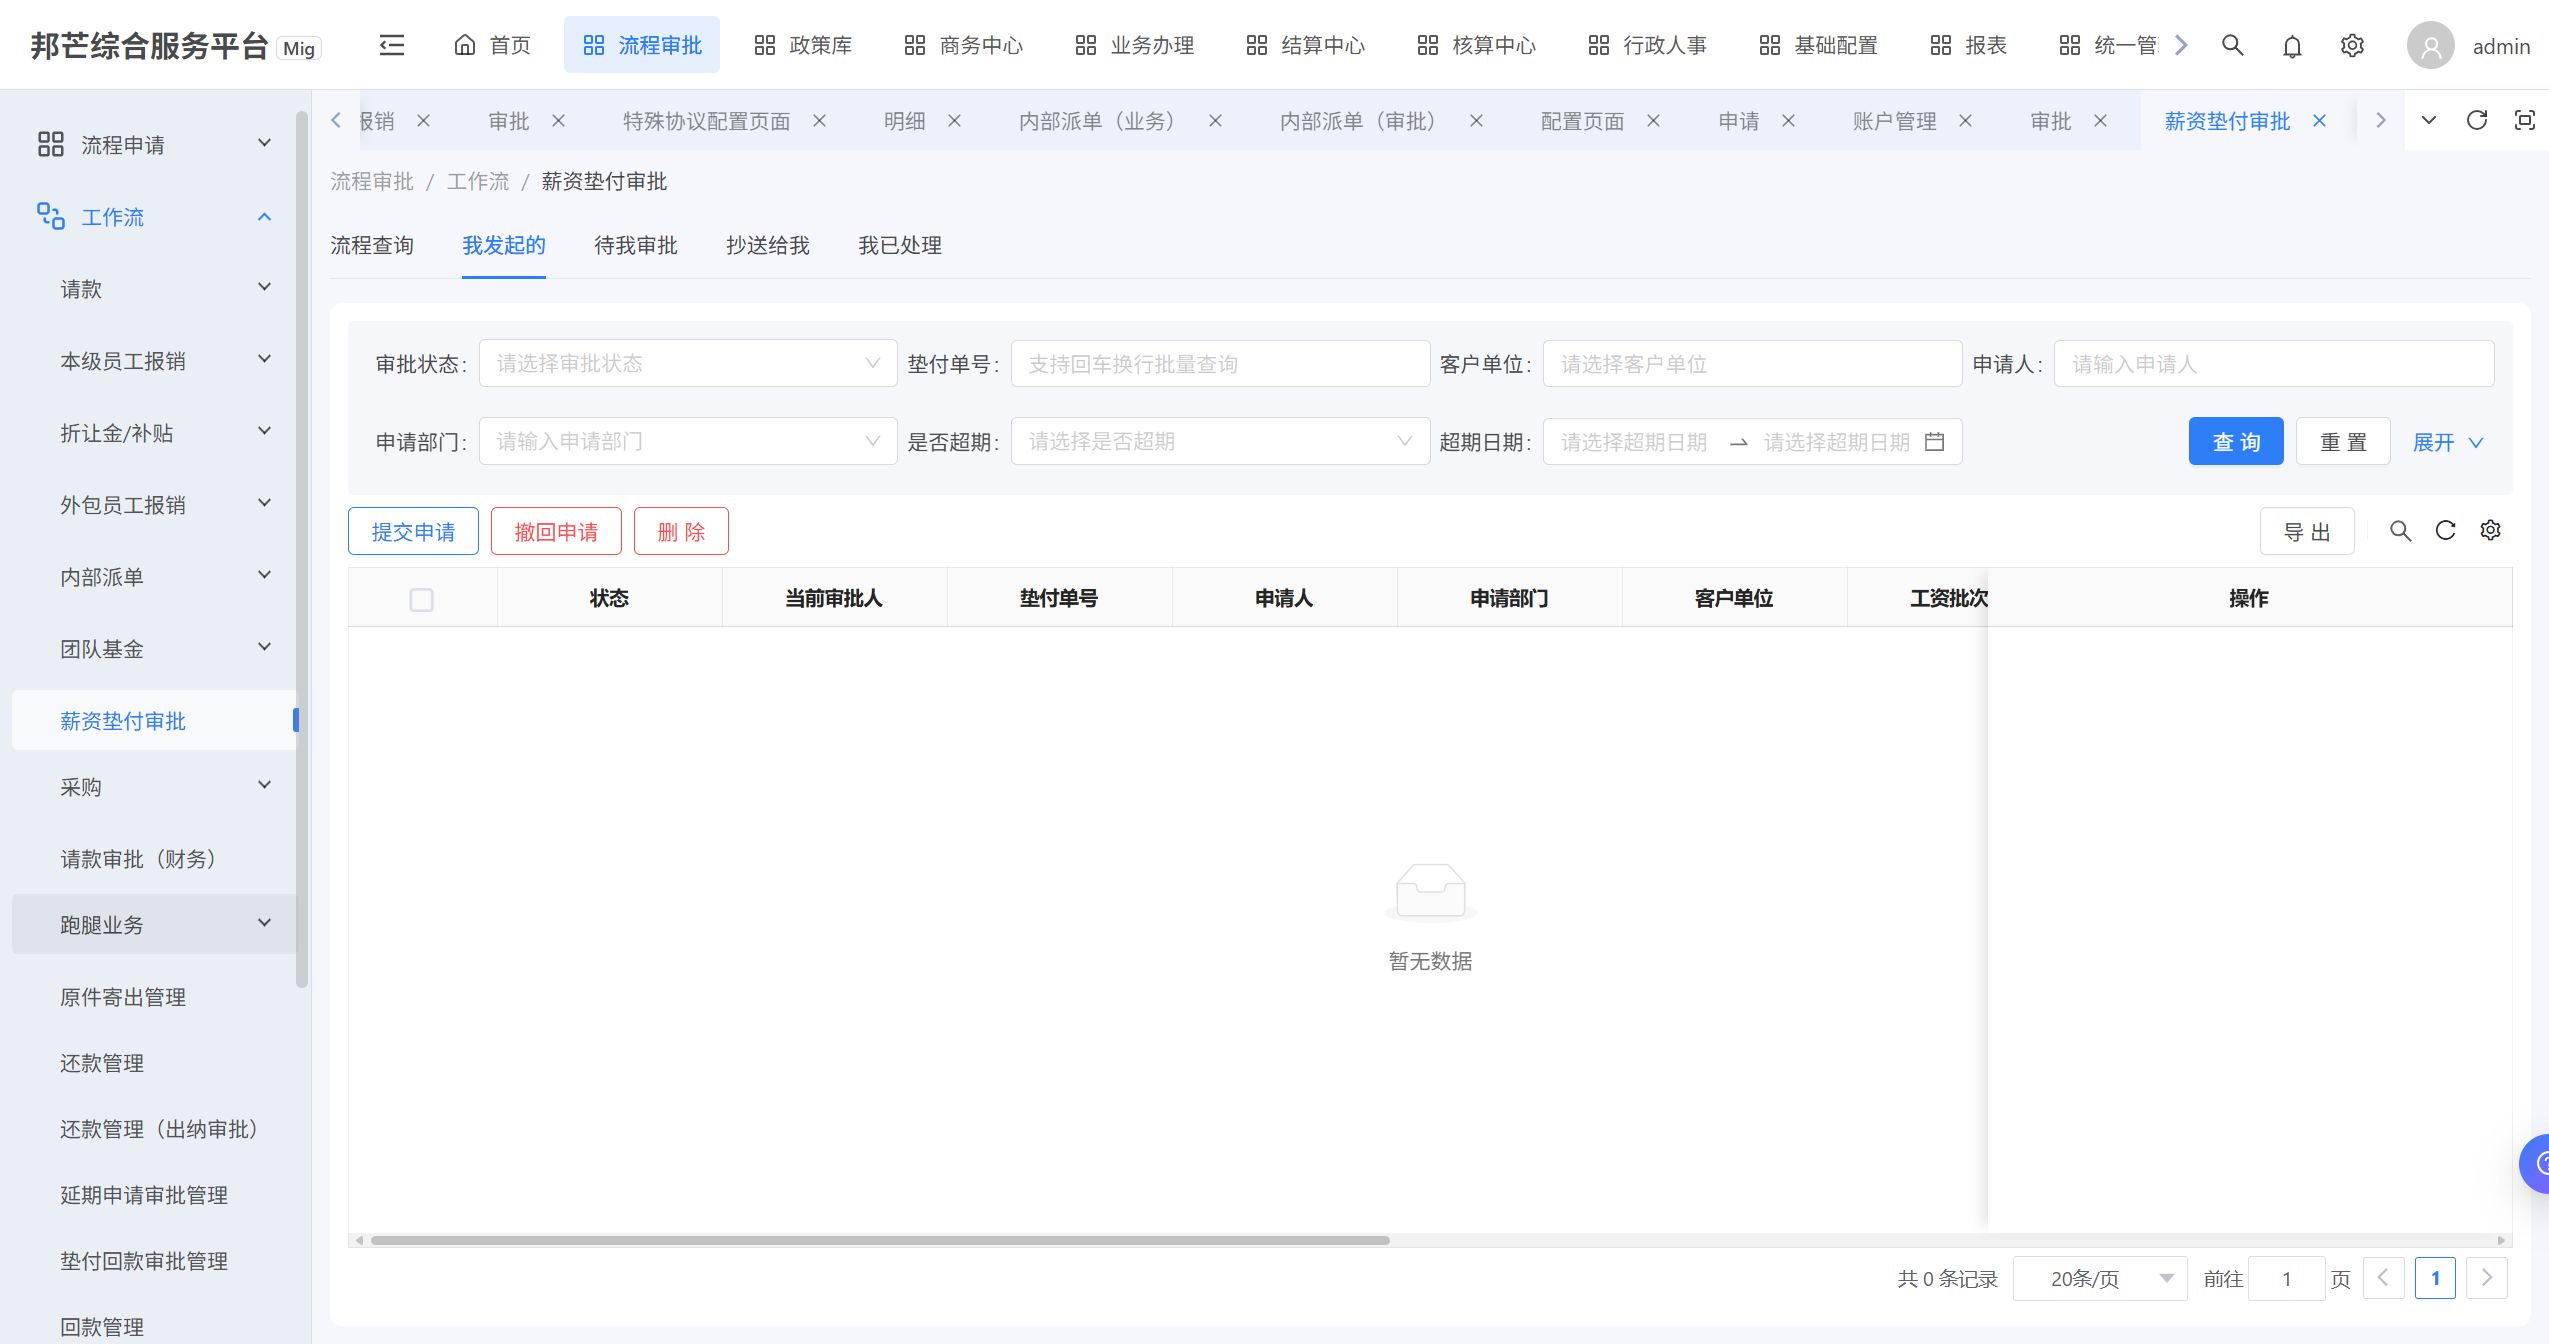 邦芒综合服务平台 Mig 首页 流程审批 政策库 商务中心 业务办理 结算中心 核算中心 行政人事 基础配置 报表 统一管 admin
报销 审批 特殊协议配置页面 明细 内部派单（业务） 内部派单（审批） 配置页面 申请 账户管理 审批 薪资垫付审批
流程申请
工作流
请款
本级员工报销
折让金/补贴
外包员工报销
内部派单
团队基金
薪资垫付审批
采购
请款审批（财务）
跑腿业务
原件寄出管理
还款管理
还款管理（出纳审批）
延期申请审批管理
垫付回款审批管理
回款管理
流程审批 / 工作流 / 薪资垫付审批
流程查询 我发起的 待我审批 抄送给我 我已处理
审批状态: 请选择审批状态 垫付单号: 支持回车换行批量查询 客户单位: 请选择客户单位 申请人: 请输入申请人
申请部门: 请输入申请部门 是否超期: 请选择是否超期 超期日期: 请选择超期日期 请选择超期日期 查 询 重 置 展开
提交申请 撤回申请 删 除 导 出
状态 当前审批人 垫付单号 申请人 申请部门 客户单位 工资批次 操作
暂无数据
共 0 条记录 20条/页 前往 1 页 1